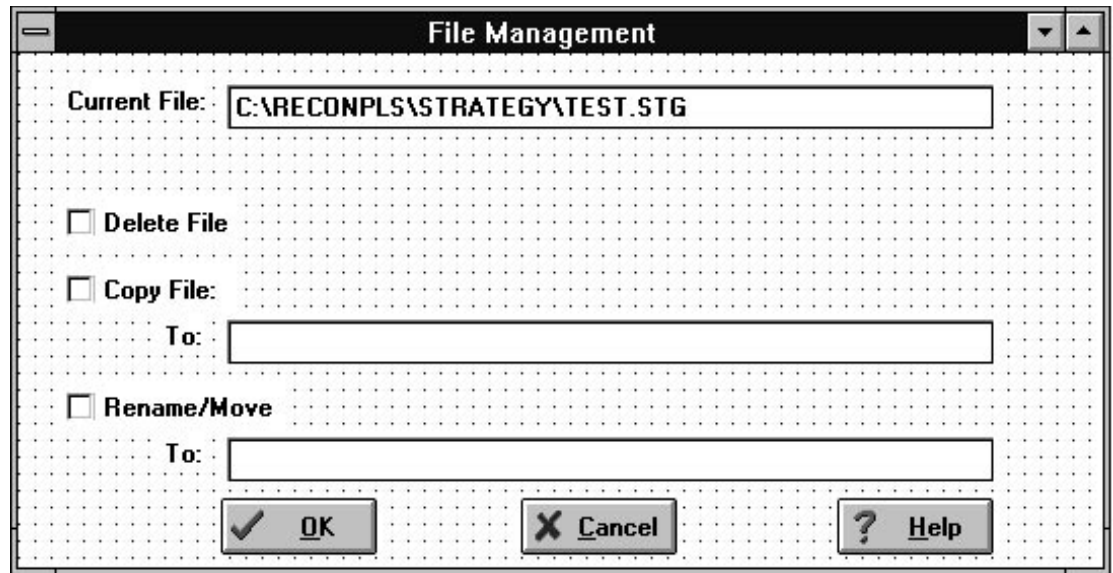 File Management
Current File: C:\RECONPLS\STRATEGY\TEST.STG
Delete File
Copy File:
To:
Rename/Move
To:
OK Cancel Help